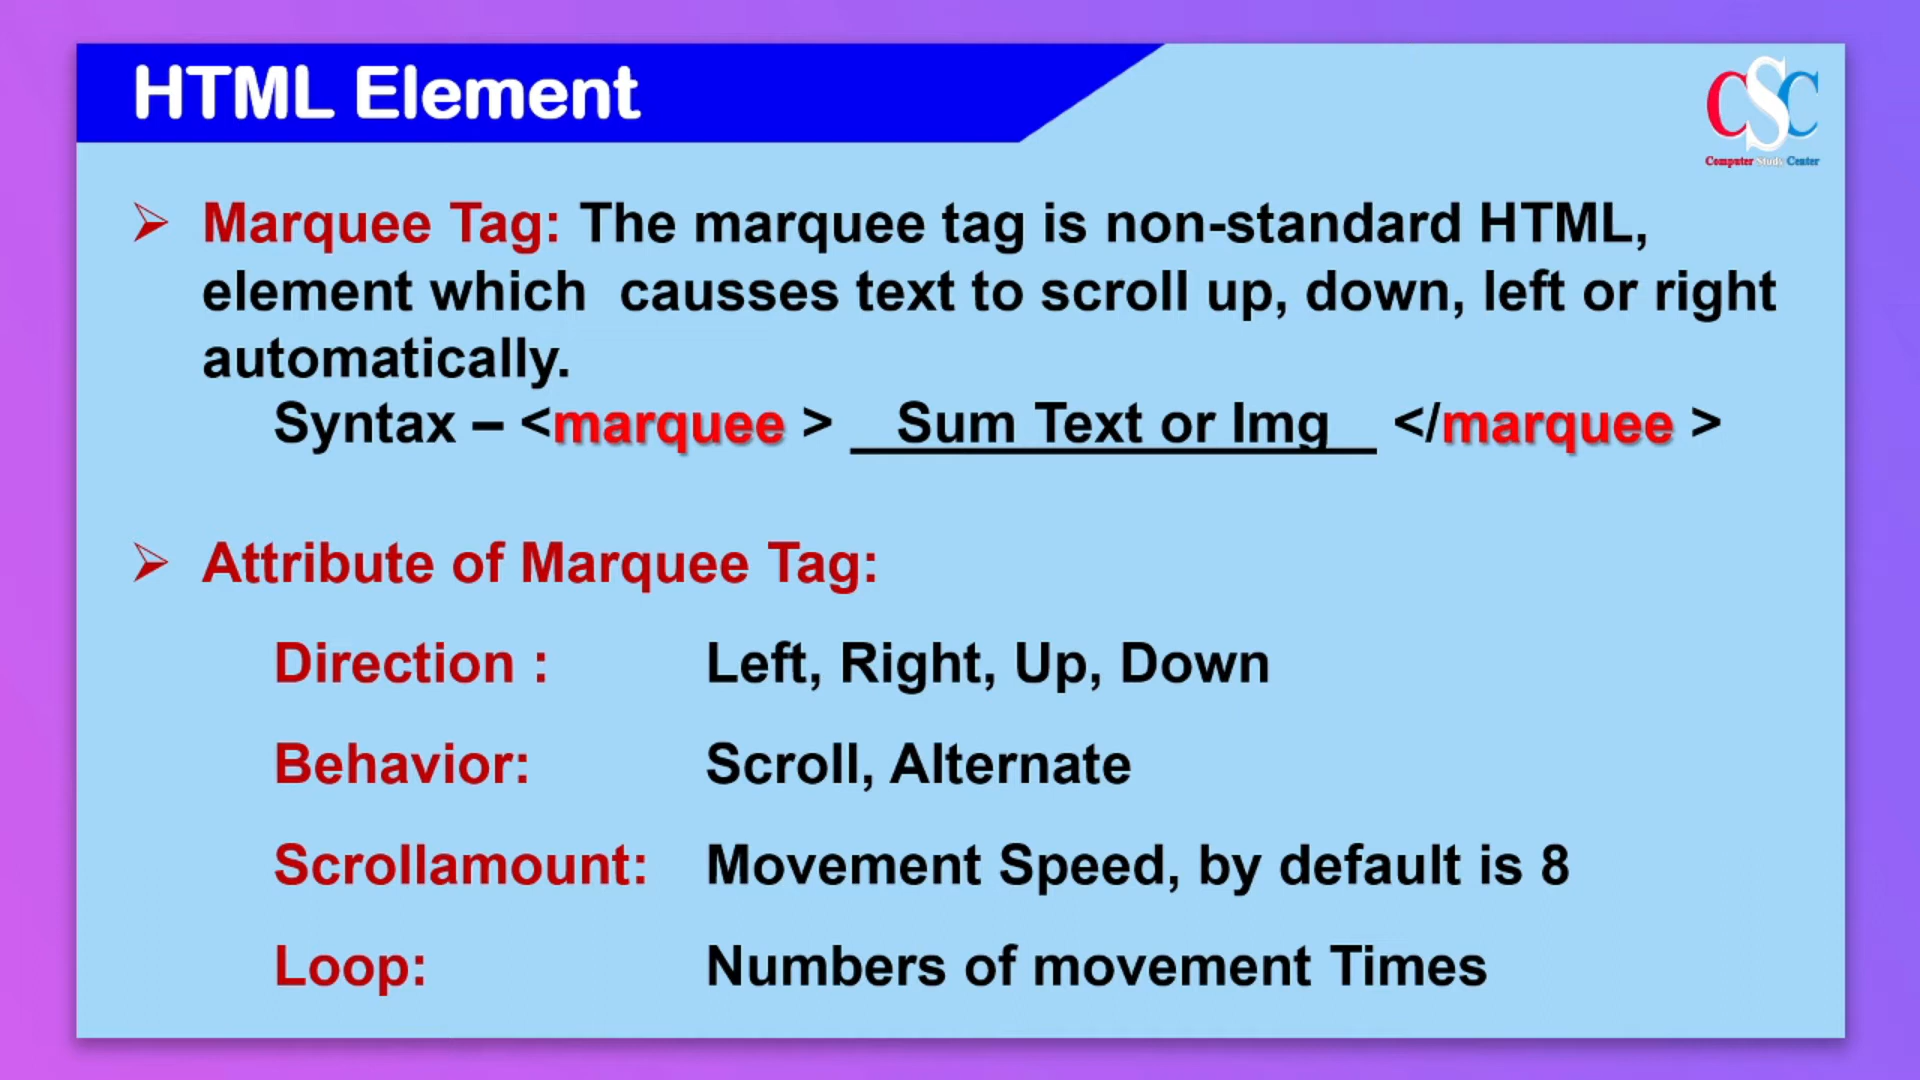 HTML Element
CSC
Computer Study Center
➢ Marquee Tag: The marquee tag is non-standard HTML,
element which causses text to scroll up, down, left or right
automatically.
Syntax – <marquee > __Sum Text or Img__ </marquee >
➢ Attribute of Marquee Tag:
Direction : Left, Right, Up, Down
Behavior: Scroll, Alternate
Scrollamount: Movement Speed, by default is 8
Loop: Numbers of movement Times